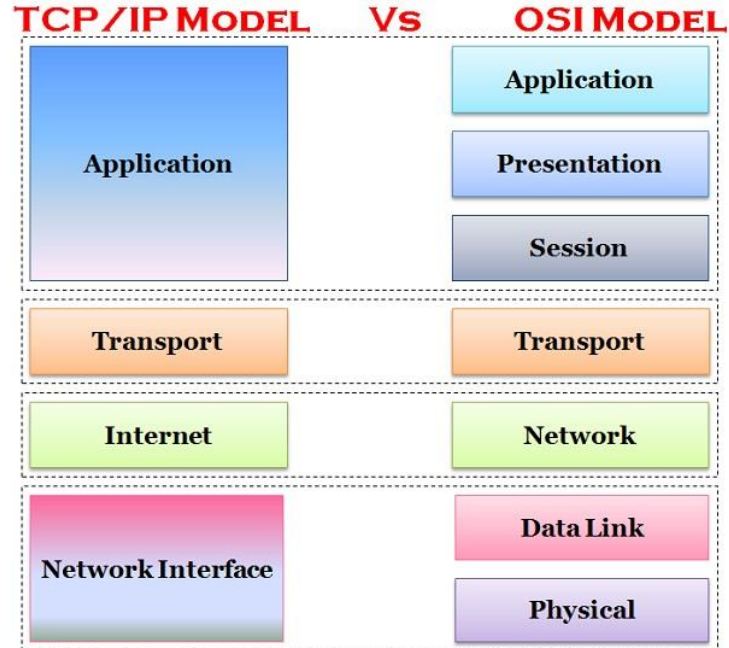 TCP/IP MODEL Vs OSI MODEL
Application
Application
Presentation
Session
Transport
Transport
Internet
Network
Network Interface
Data Link
Physical